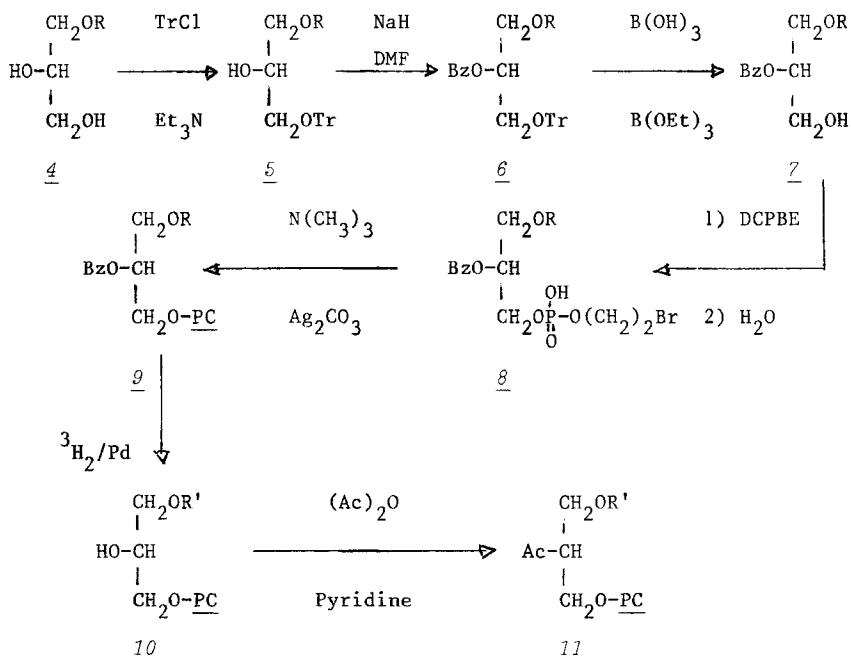 CH2OR TrCl CH2OR NaH CH2OR B(OH)3 CH2OR
HO-CH HO-CH DMF BzO-CH BzO-CH
CH2OH Et3N CH2OTr CH2OTr B(OEt)3 CH2OH
4 5 6 7
CH2OR N(CH3)3 CH2OR 1) DCPBE
BzO-CH BzO-CH
OH
CH2O-PC Ag2CO3 CH2OP-O(CH2)2Br 2) H2O
O
9 8
3H2/Pd
CH2OR' (Ac)2O CH2OR'
HO-CH Ac-CH
CH2O-PC Pyridine CH2O-PC
10 11